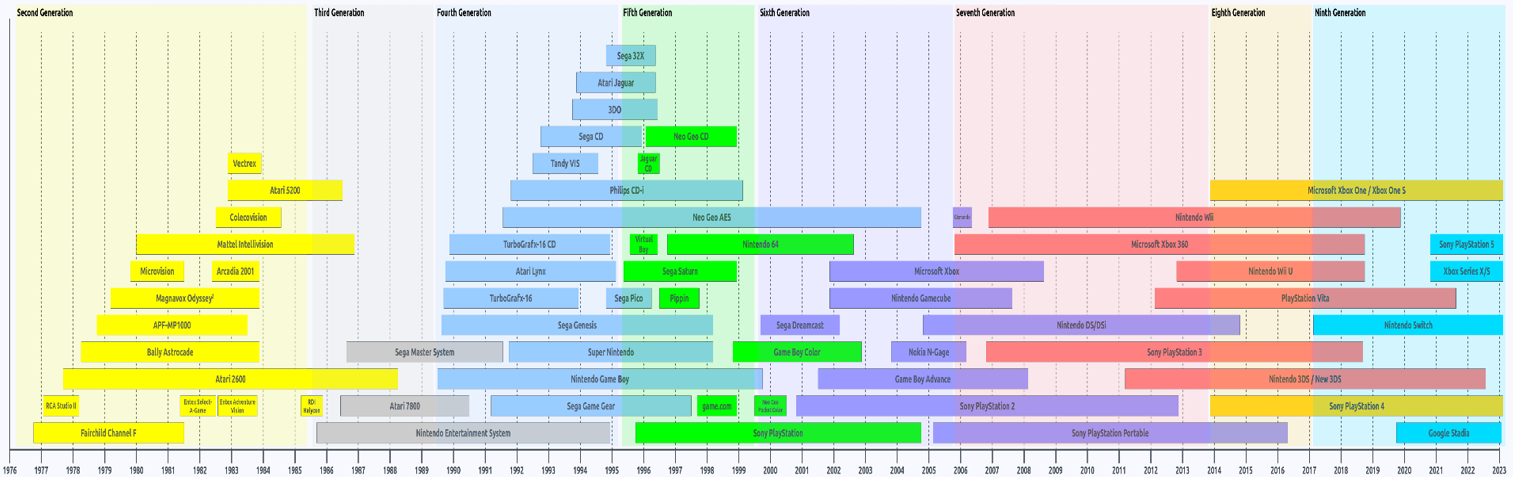 Second Generation
Third Generation
Fourth Generation
Fifth Generation
Sixth Generation
Seventh Generation
Eighth Generation
Ninth Generation
Sega 32X
Atari Jaguar
3DO
Sega CD
Neo Geo CD
Vectrex
Tandy VIS
Jaguar
CD
Atari 5200
Philips CD-i
Microsoft Xbox One / Xbox One S
Colecovision
Neo Geo AES
Nintendo Wii
Mattel Intellivision
TurboGrafx-16 CD
Virtual
Boy
Nintendo 64
Microsoft Xbox 360
Sony PlayStation 5
Microvision
Arcadia 2001
Atari Lynx
Sega Saturn
Microsoft Xbox
Nintendo Wii U
Xbox Series X/S
Magnavox Odyssey²
TurboGrafx-16
Sega Pico
Pippin
Nintendo Gamecube
PlayStation Vita
APF-MP1000
Sega Genesis
Sega Dreamcast
Nintendo DS/DSi
Nintendo Switch
Bally Astrocade
Sega Master System
Super Nintendo
Game Boy Color
Nokia N-Gage
Sony PlayStation 3
Atari 2600
Nintendo Game Boy
Game Boy Advance
Nintendo 3DS / New 3DS
RCA Studio II
Entex Select-
A-Game
Entex Adventure
Vision
RDI
Halcyon
Atari 7800
Sega Game Gear
game.com
Neo Geo
Pocket Color
Sony PlayStation 2
Sony PlayStation 4
Fairchild Channel F
Nintendo Entertainment System
Sony PlayStation
Sony PlayStation Portable
Google Stadia
1976 1977 1978 1979 1980 1981 1982 1983 1984 1985 1986 1987 1988 1989 1990 1991 1992 1993 1994 1995 1996 1997 1998 1999 2000 2001 2002 2003 2004 2005 2006 2007 2008 2009 2010 2011 2012 2013 2014 2015 2016 2017 2018 2019 2020 2021 2022 2023